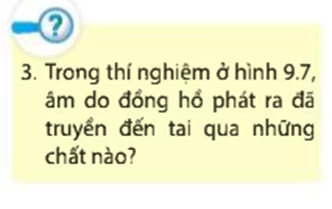 ?
3. Trong thí nghiệm ở hình 9.7,
âm do đồng hồ phát ra đã
truyền đến tai qua những
chất nào?